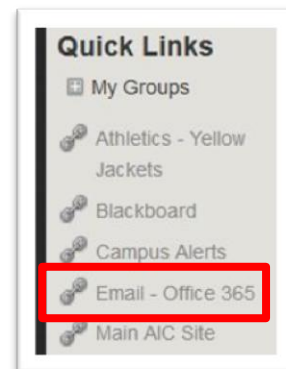 Quick Links
My Groups
Athletics - Yellow
Jackets
Blackboard
Campus Alerts
Email - Office 365
Main AIC Site